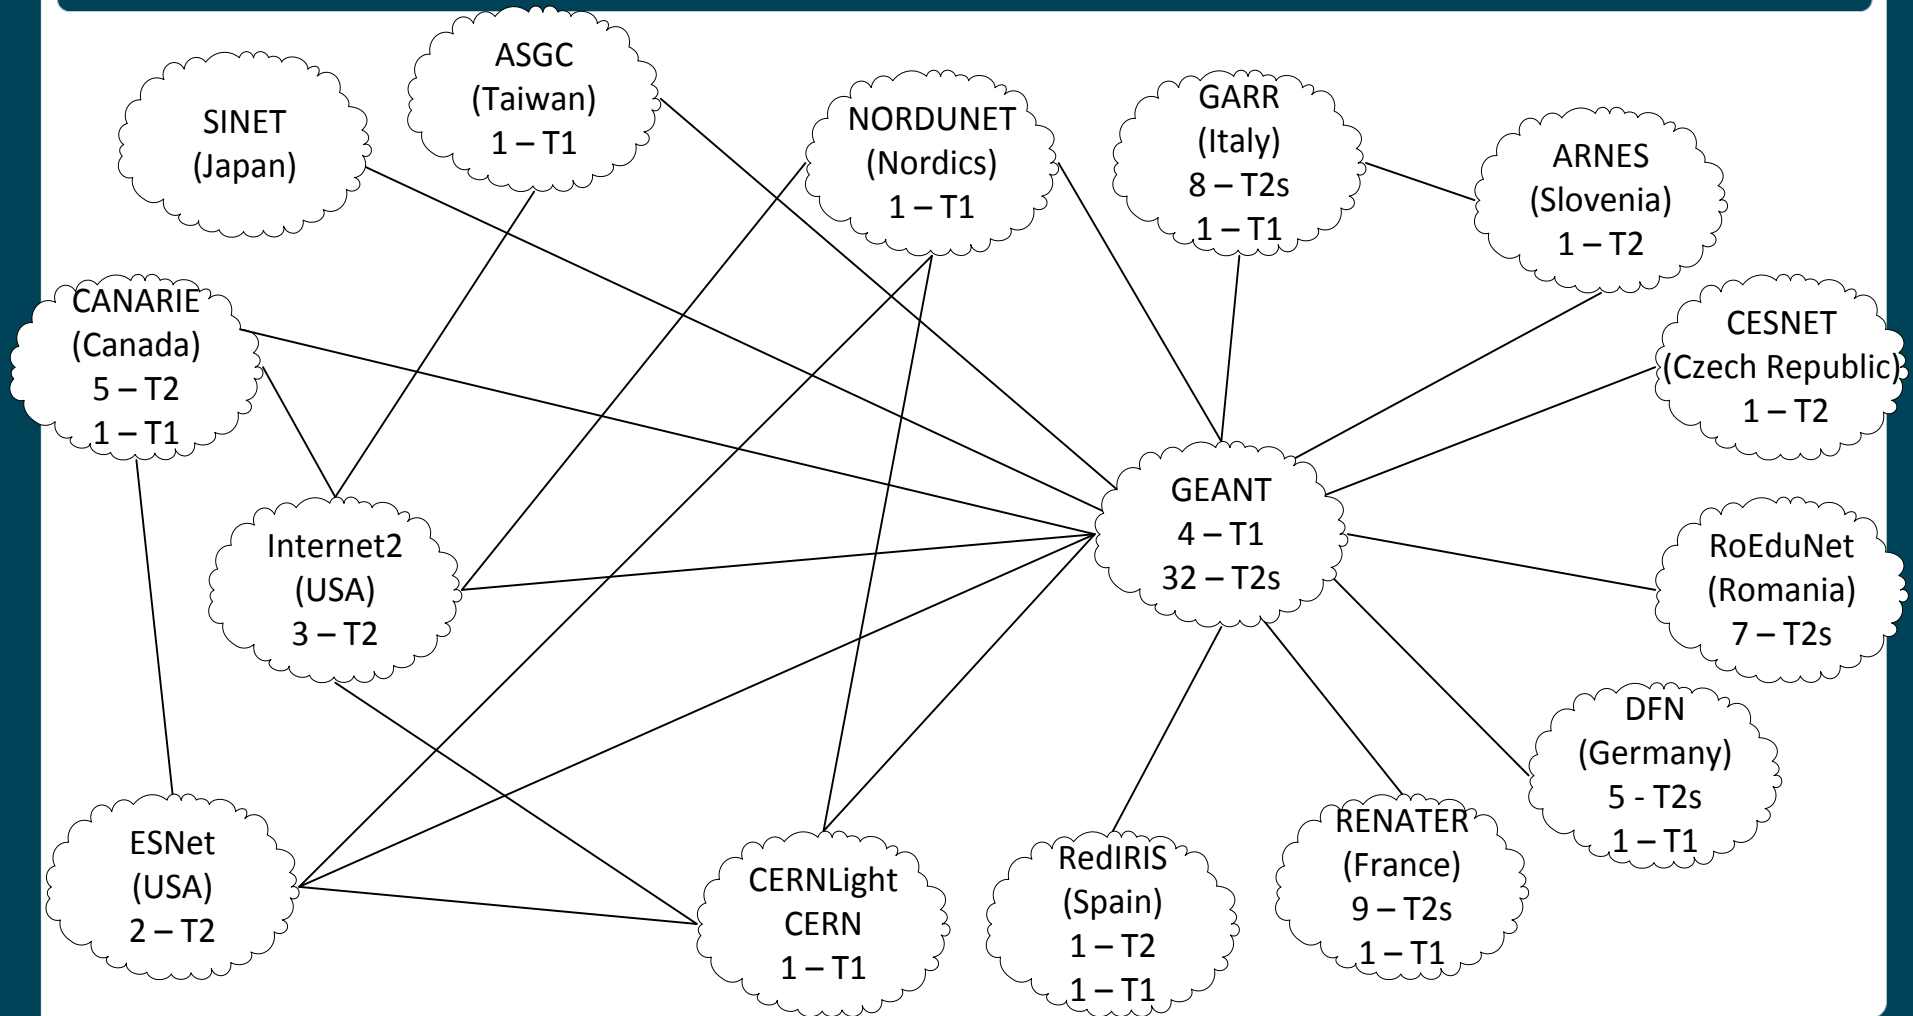 ASGC
(Taiwan)
1 – T1
SINET
(Japan)
NORDUNET
(Nordics)
1 – T1
GARR
(Italy)
8 – T2s
1 – T1
ARNES
(Slovenia)
1 – T2
CANARIE
(Canada)
5 – T2
1 – T1
CESNET
(Czech Republic)
1 – T2
GEANT
4 – T1
32 – T2s
Internet2
(USA)
3 – T2
RoEduNet
(Romania)
7 – T2s
DFN
(Germany)
5 - T2s
1 – T1
ESNet
(USA)
2 – T2
CERNLight
CERN
1 – T1
RedIRIS
(Spain)
1 – T2
1 – T1
RENATER
(France)
9 – T2s
1 – T1